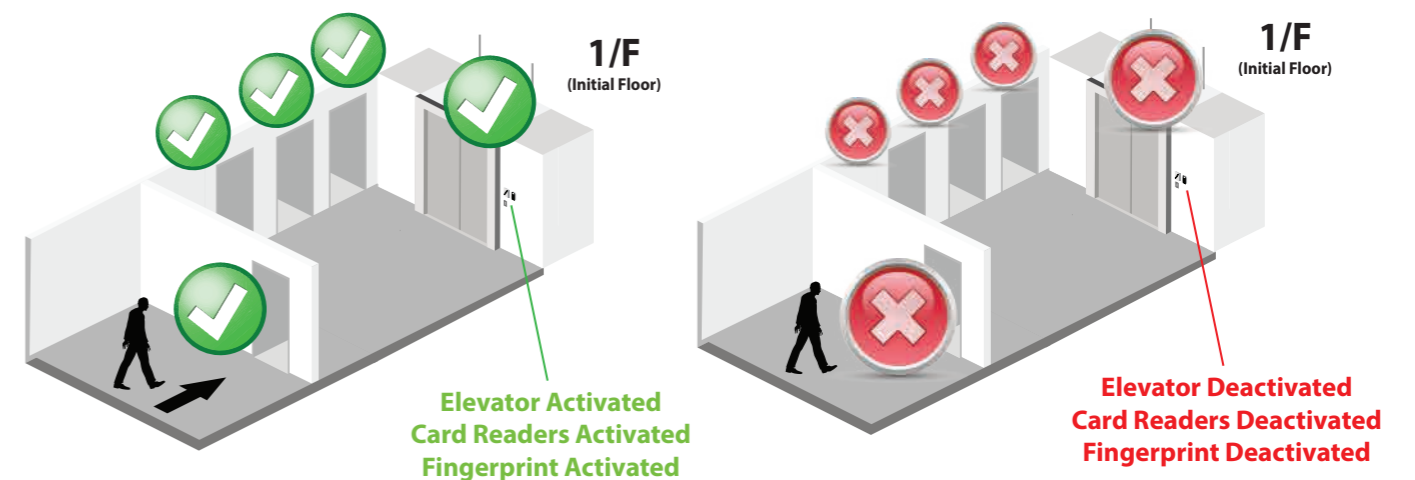 1/F
(Initial Floor)
Elevator Activated
Card Readers Activated
Fingerprint Activated
1/F
(Initial Floor)
Elevator Deactivated
Card Readers Deactivated
Fingerprint Deactivated